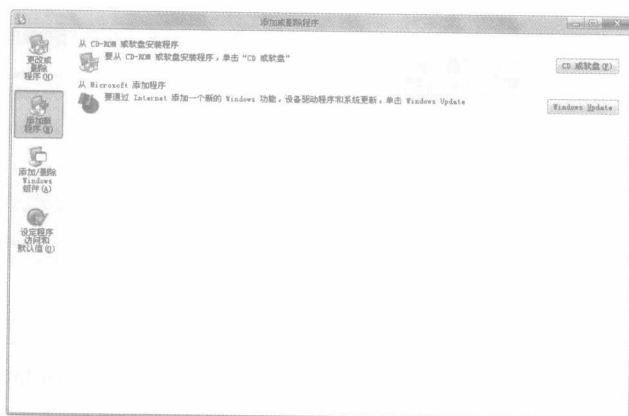 添加或删除程序
更改或
删除
程序(H)
添加新
程序(N)
添加/删除
Windows
组件(A)
设定程序
访问和
默认值(O)
从 CD-ROM 或软盘安装程序
要从 CD-ROM 或软盘安装程序，单击“CD 或软盘”
CD 或软盘(F)
从 Microsoft 添加程序
要通过 Internet 添加一个新的 Windows 功能，设备驱动程序和系统更新，单击 Windows Update
Windows Update